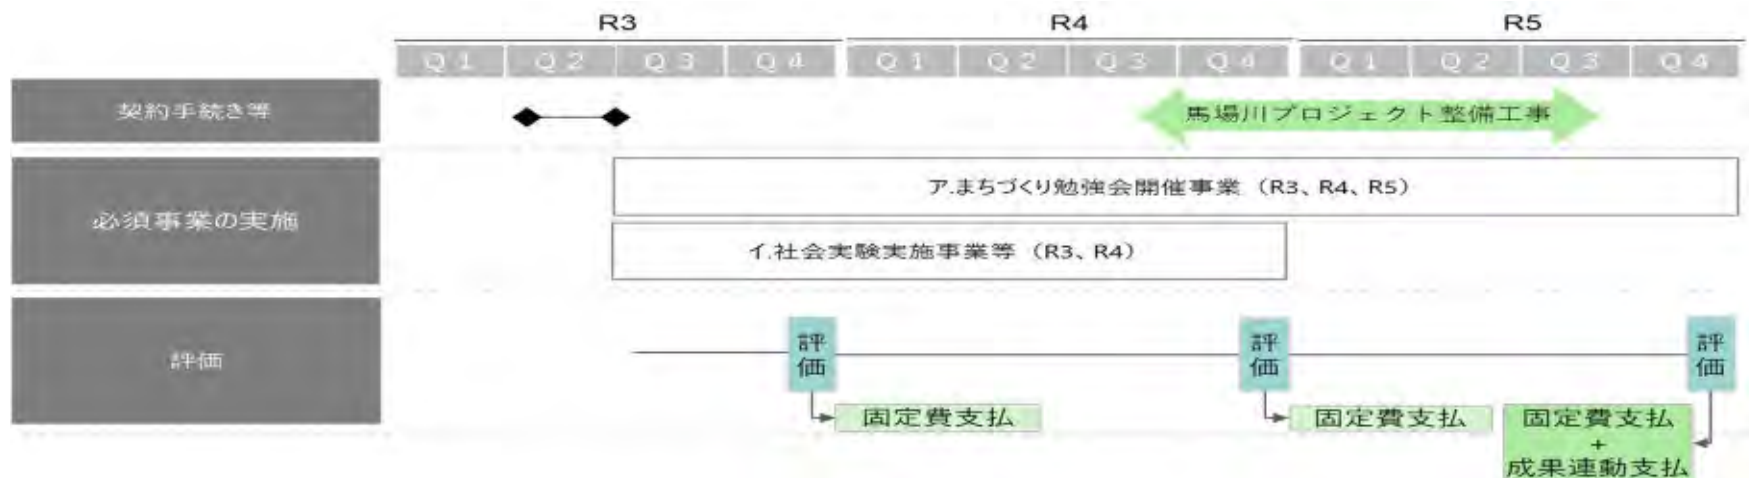 R3 R4 R5
Q1 Q2 Q3 Q4 Q1 Q2 Q3 Q4 Q1 Q2 Q3 Q4
契約手続き等
馬場川プロジェクト整備工事
必須事業の実施
ア.まちづくり勉強会開催事業（R3、R4、R5）
イ.社会実験実施事業等（R3、R4）
評価
評価
評価
評価
固定費支払
固定費支払
固定費支払
+
成果連動支払